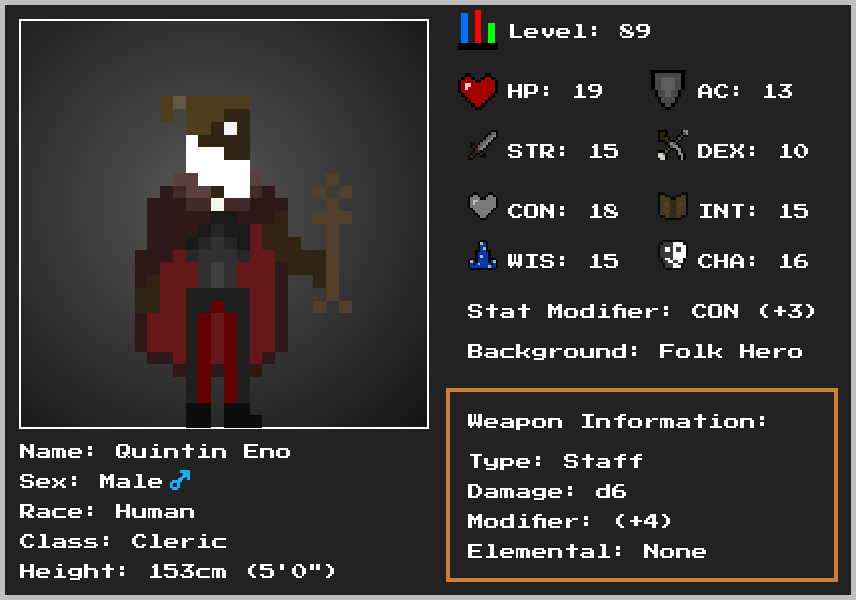 Level: 89
HP: 19
AC: 13
STR: 15
DEX: 10
CON: 18
INT: 15
WIS: 15
CHA: 16
Stat Modifier: CON (+3)
Background: Folk Hero
Weapon Information:
Type: Staff
Damage: d6
Modifier: (+4)
Elemental: None
Name: Quintin Eno
Sex: Male♂
Race: Human
Class: Cleric
Height: 153cm (5'0")